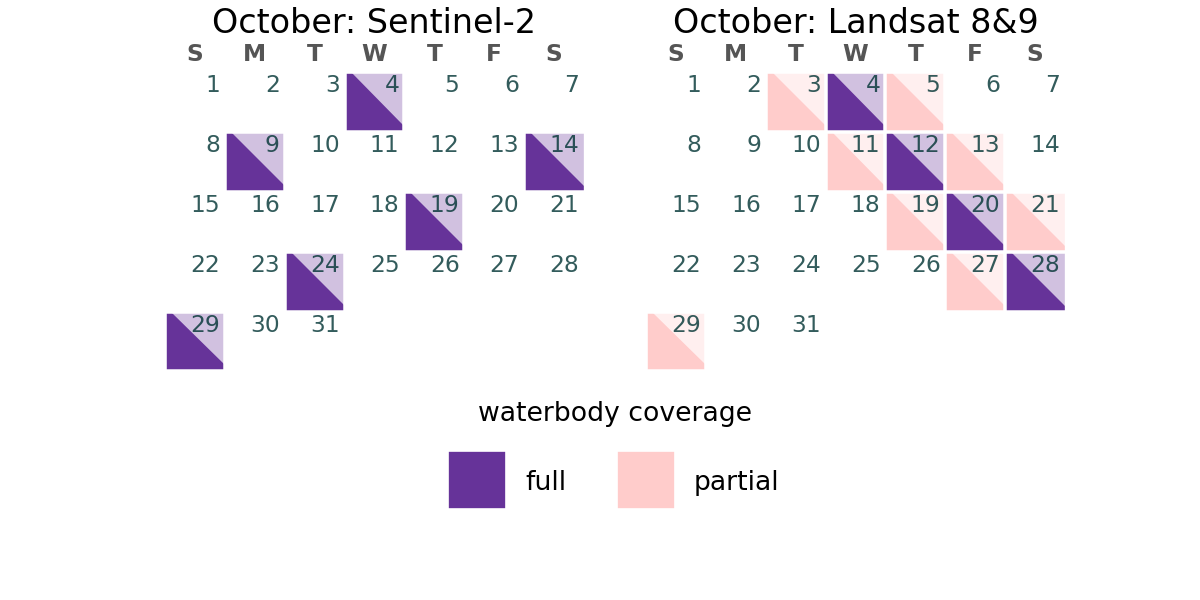 October: Sentinel-2
S M T W T F S
1 2 3 4 5 6 7
8 9 10 11 12 13 14
15 16 17 18 19 20 21
22 23 24 25 26 27 28
29 30 31
October: Landsat 8&9
S M T W T F S
1 2 3 4 5 6 7
8 9 10 11 12 13 14
15 16 17 18 19 20 21
22 23 24 25 26 27 28
29 30 31
waterbody coverage
full partial